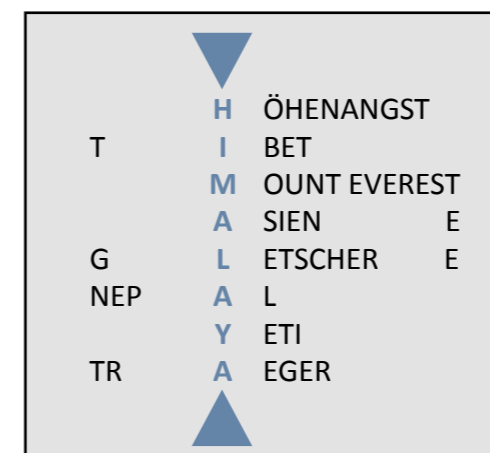 H ÖHENANGST
T I BET
M OUNT EVEREST
A SIEN E
G L ETSCHER E
NEP A L
Y ETI
TR A EGER